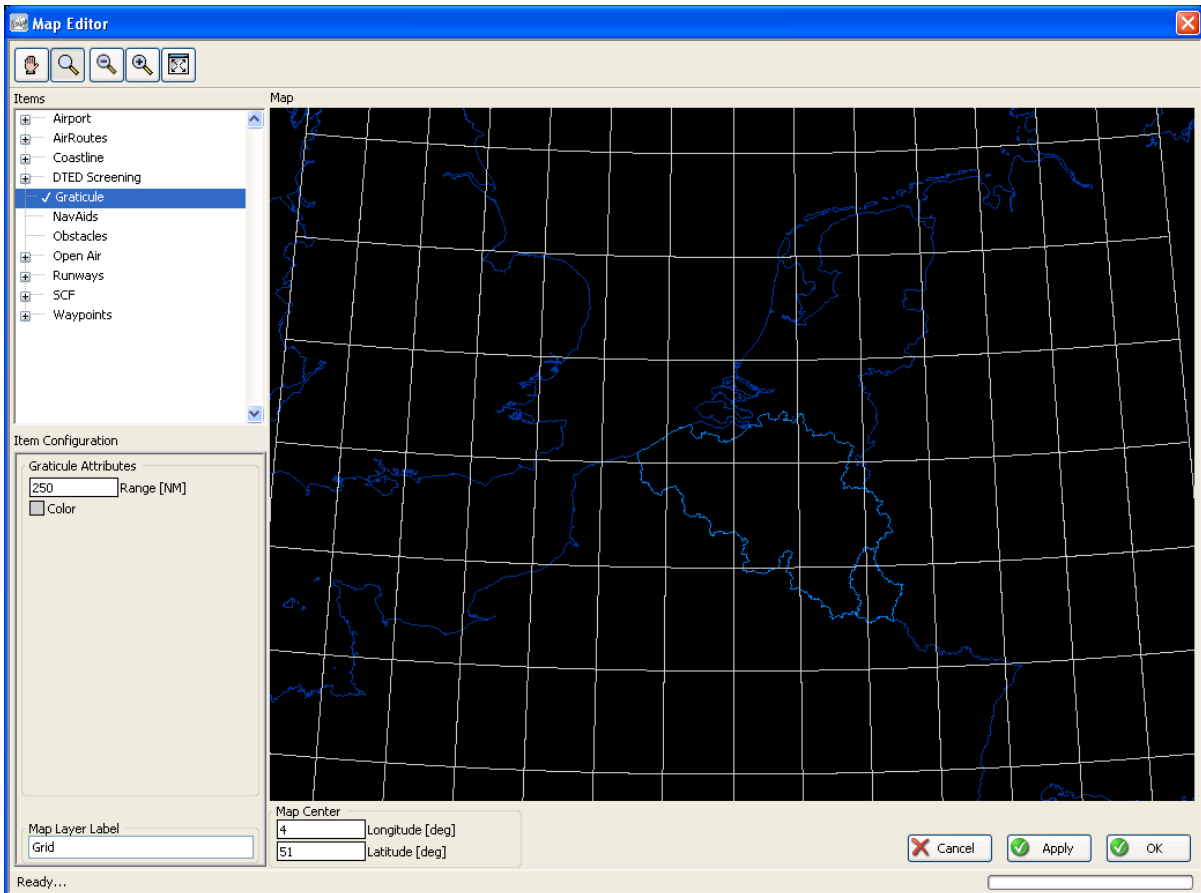 Map Editor
Items
Map
Airport
AirRoutes
Coastline
DTED Screening
Graticule
NavAids
Obstacles
Open Air
Runways
SCF
Waypoints
Item Configuration
Graticule Attributes
250 Range [NM]
Color
Map Layer Label
Grid
Map Center
4 Longitude [deg]
51 Latitude [deg]
Cancel Apply OK
Ready...